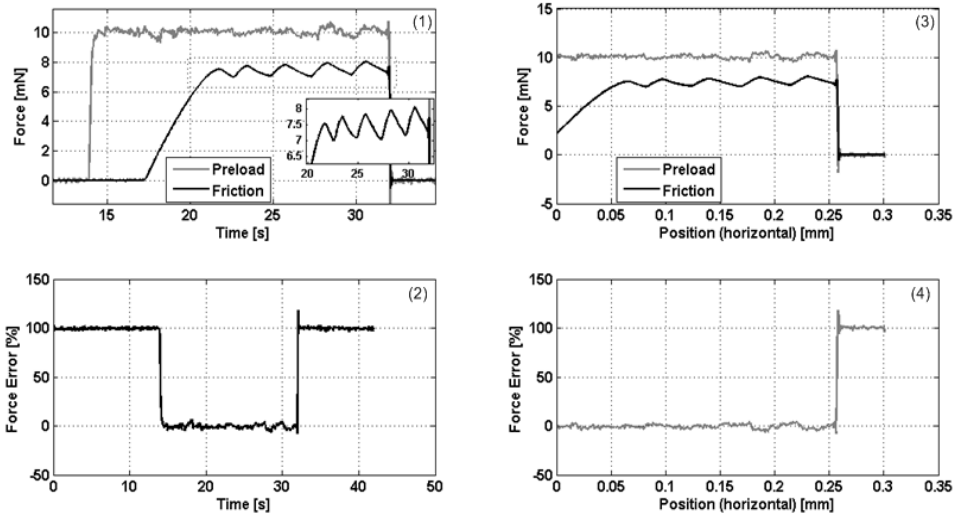 (1)
Force [mN]
10
8
6
4
2
0
Preload
Friction
8
7.5
7
6.5
20 22 24 26 28 30
15 20 25 30
Time [s]
(3)
Force [mN]
15
10
5
0
-5
Preload
Friction
0 0.05 0.1 0.15 0.2 0.25 0.3 0.35
Position (horizontal) [mm]
(2)
Force Error [%]
150
100
50
0
-50
0 10 20 30 40 50
Time [s]
(4)
Force Error [%]
150
100
50
0
-50
0 0.05 0.1 0.15 0.2 0.25 0.3 0.35
Position (horizontal) [mm]